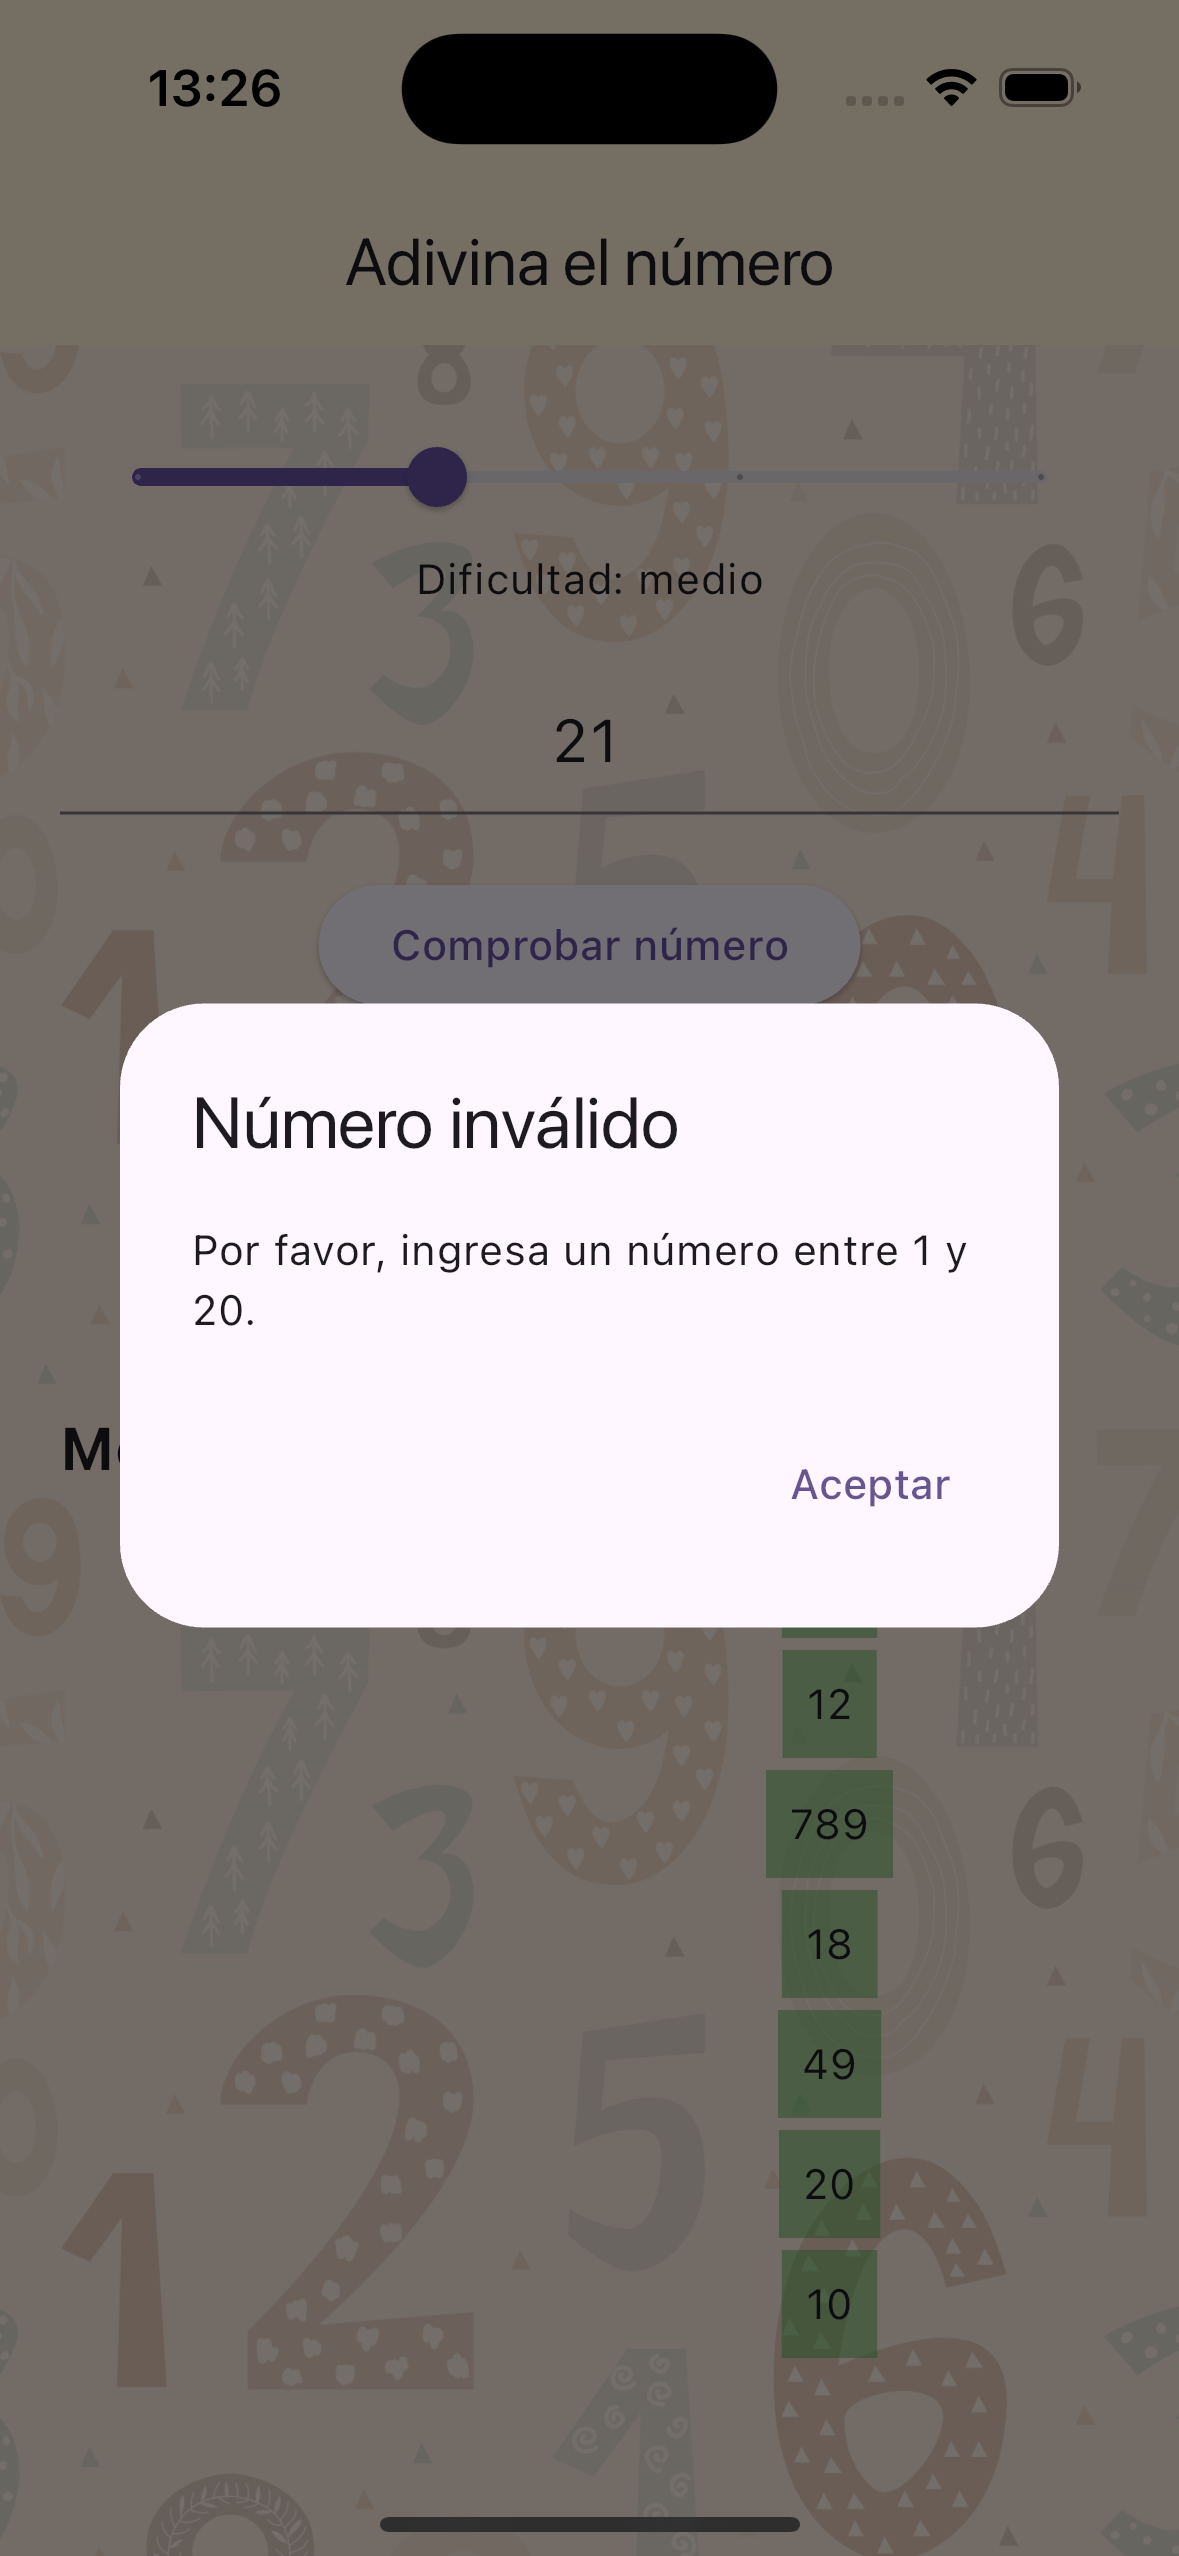 13:26
Adivina el número
Dificultad: medio
21
Comprobar número
Número inválido
Por favor, ingresa un número entre 1 y
20.
Aceptar
12
789
18
49
20
10